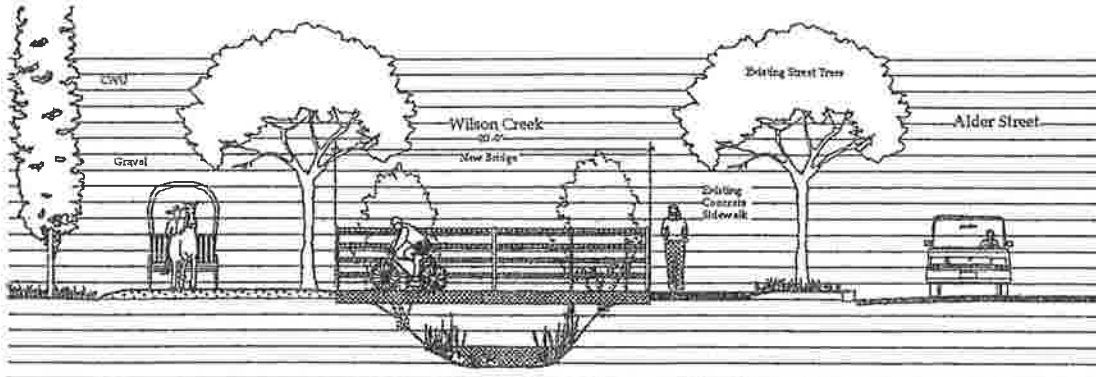 CWU
Gravel
Wilson Creek
20'-0"
New Bridge
Existing Street Trees
Alder Street
Existing
Concrete
Sidewalk